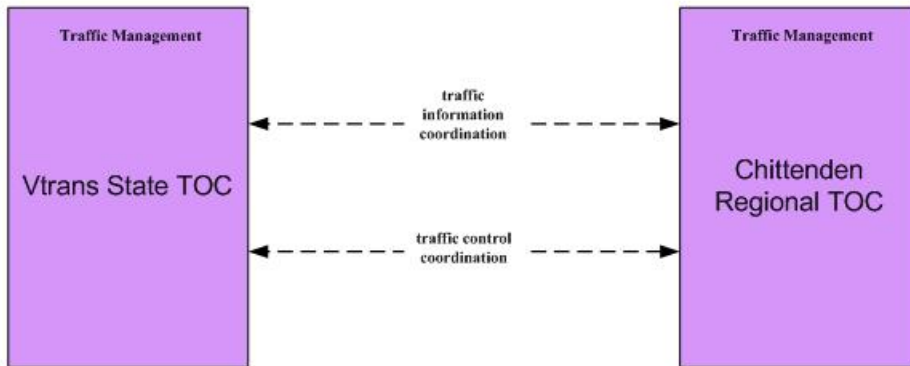 Traffic Management
Traffic Management
traffic
information
coordination
Vtrans State TOC
Chittenden
Regional TOC
traffic control
coordination